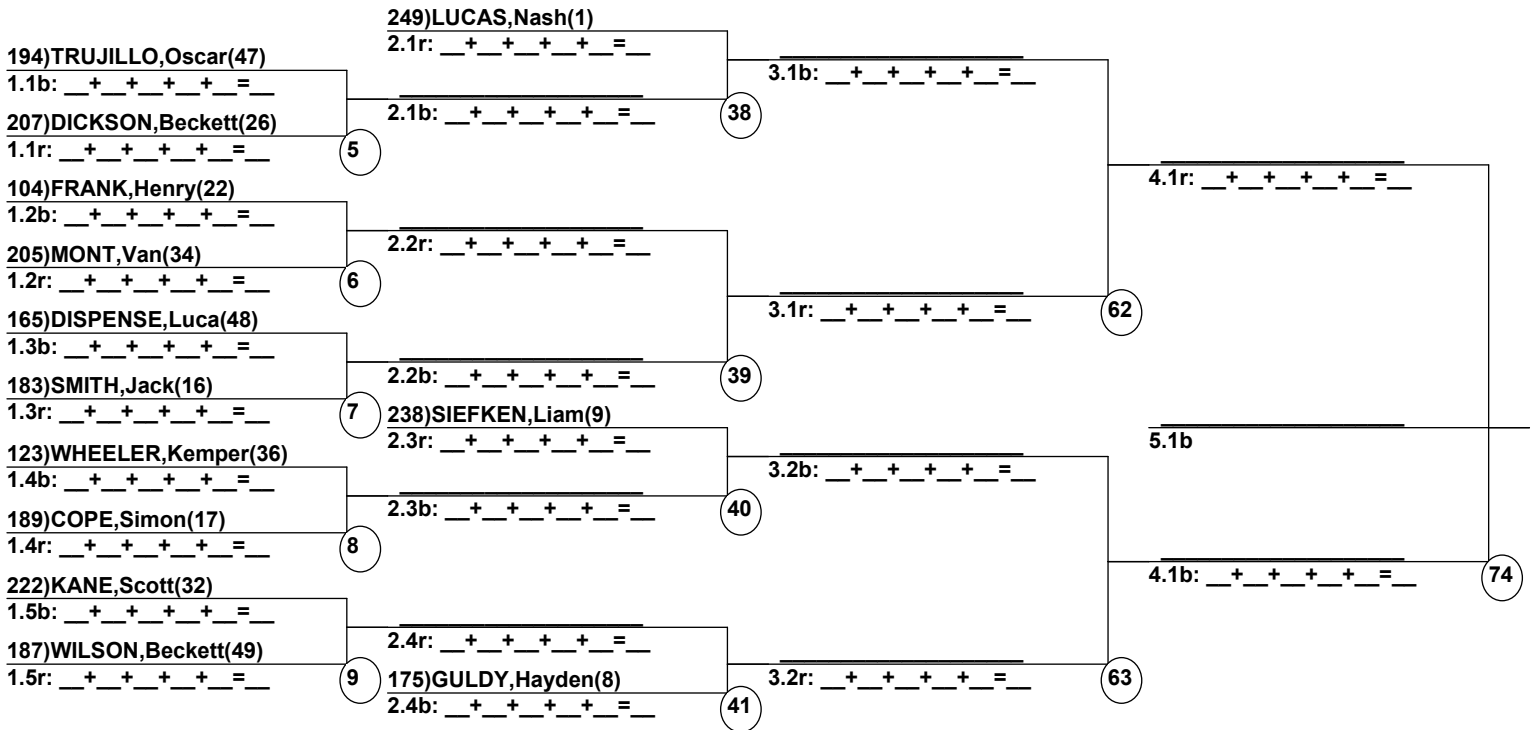 249)LUCAS,Nash(1)
2.1r: __+__+__+__+__=__
194)TRUJILLO,Oscar(47)
1.1b: __+__+__+__+__=__
3.1b: __+__+__+__+__=__
2.1b: __+__+__+__+__=__
38
207)DICKSON,Beckett(26)
1.1r: __+__+__+__+__=__
5
4.1r: __+__+__+__+__=__
104)FRANK,Henry(22)
1.2b: __+__+__+__+__=__
2.2r: __+__+__+__+__=__
205)MONT,Van(34)
1.2r: __+__+__+__+__=__
6
3.1r: __+__+__+__+__=__
62
165)DISPENSE,Luca(48)
1.3b: __+__+__+__+__=__
2.2b: __+__+__+__+__=__
39
183)SMITH,Jack(16)
1.3r: __+__+__+__+__=__
7
238)SIEFKEN,Liam(9)
2.3r: __+__+__+__+__=__
5.1b
123)WHEELER,Kemper(36)
1.4b: __+__+__+__+__=__
3.2b: __+__+__+__+__=__
2.3b: __+__+__+__+__=__
40
189)COPE,Simon(17)
1.4r: __+__+__+__+__=__
8
4.1b: __+__+__+__+__=__
74
222)KANE,Scott(32)
1.5b: __+__+__+__+__=__
2.4r: __+__+__+__+__=__
187)WILSON,Beckett(49)
1.5r: __+__+__+__+__=__
9
175)GULDY,Hayden(8)
2.4b: __+__+__+__+__=__
41
3.2r: __+__+__+__+__=__
63